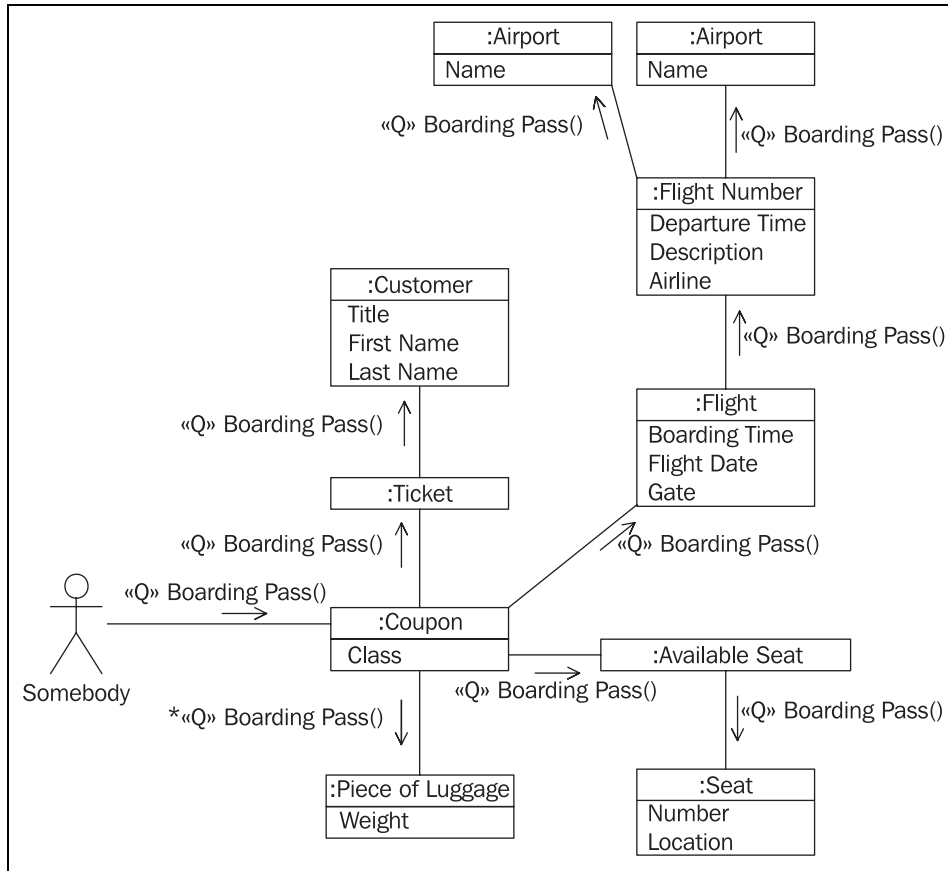 :Airport
Name
:Airport
Name
«Q» Boarding Pass()
«Q» Boarding Pass()
:Flight Number
Departure Time
Description
Airline
«Q» Boarding Pass()
:Customer
Title
First Name
Last Name
:Flight
Boarding Time
Flight Date
Gate
«Q» Boarding Pass()
:Ticket
«Q» Boarding Pass()
«Q» Boarding Pass()
«Q» Boarding Pass()
Somebody
:Coupon
Class
:Available Seat
«Q» Boarding Pass()
*«Q» Boarding Pass()
«Q» Boarding Pass()
:Piece of Luggage
Weight
:Seat
Number
Location